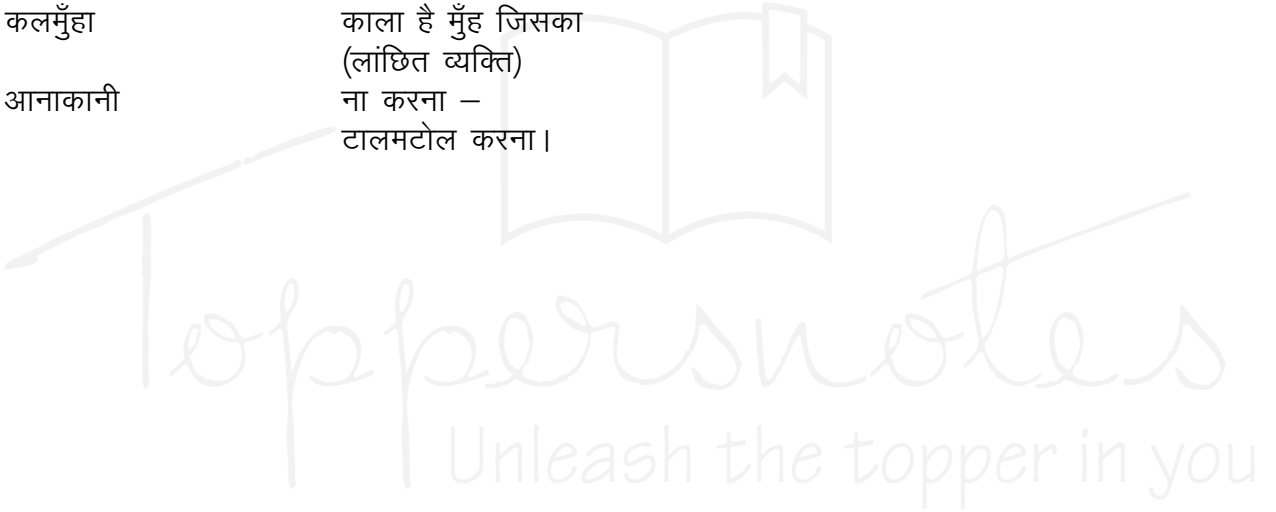 कलमुँहा काला है मुँह जिसका
(लांछित व्यक्ति)
आनाकानी ना करना –
टालमटोल करना।
Toppersnotes
Unleash the topper in you